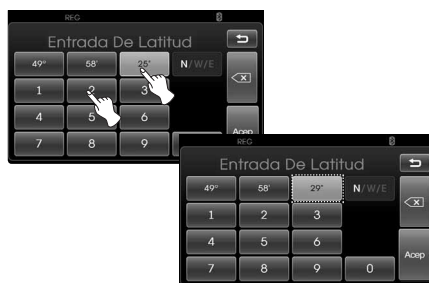 REG
Entrada De Latitud
49° 58' 25" N/W/E
1 2 3
4 5 6
7 8 9
Acep
REG
Entrada De Latitud
49° 58' 29" N/W/E
1 2 3
4 5 6 Acep
7 8 9 0